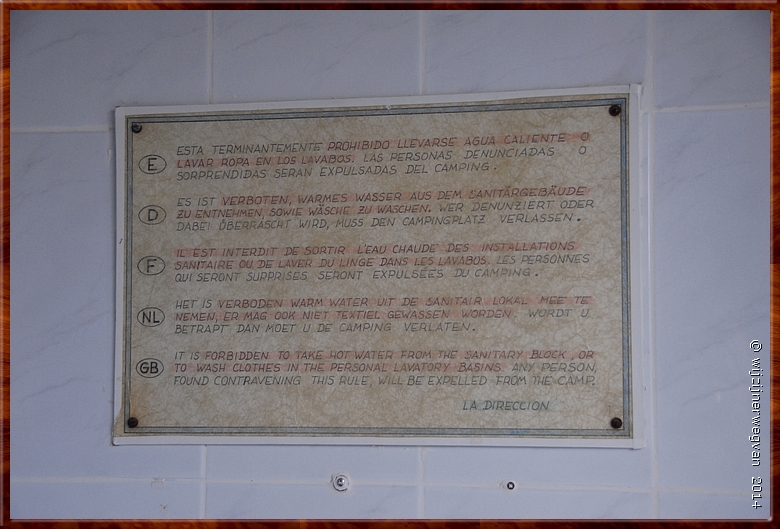 E
ESTA TERMINANTEMENTE PROHIBIDO LLEVARSE AGUA CALIENTE O
LAVAR ROPA EN LOS LAVABOS. LAS PERSONAS DENUNCIADAS O
SORPRENDIDAS SERAN EXPULSADAS DEL CAMPING.
D
ES IST VERBOTEN, WARMES WASSER AUS DEM SANITÄRGEBÄUDE
ZU ENTNEHMEN, SOWIE WÄSCHE ZU WASCHEN. WER DENUNZIERT ODER
DABEI ÜBERRASCHT WIRD, MUSS DEN CAMPINGPLATZ VERLASSEN.
F
IL EST INTERDIT DE SORTIR L'EAU CHAUDE DES INSTALLATIONS
SANITAIRE OU DE LAVER DU LINGE DANS LES LAVABOS. LES PERSONNES
QUI SERONT SURPRISES SERONT EXPULSÉES DU CAMPING.
NL
HET IS VERBODEN WARM WATER UIT DE SANITAIR LOKAL MEE TE
NEMEN, ER MAG OOK NIET TEXTIEL GEWASSEN WORDEN. WORDT U
BETRAPT DAN MOET U DE CAMPING VERLATEN.
GB
IT IS FORBIDDEN TO TAKE HOT WATER FROM THE SANITARY BLOCK, OR
TO WASH CLOTHES IN THE PERSONAL LAVATORY BASINS. ANY PERSON,
FOUND CONTRAVENING THIS RULE, WILL BE EXPELLED FROM THE CAMP.
LA DIRECCION
© wijzijnerwegvan 2014